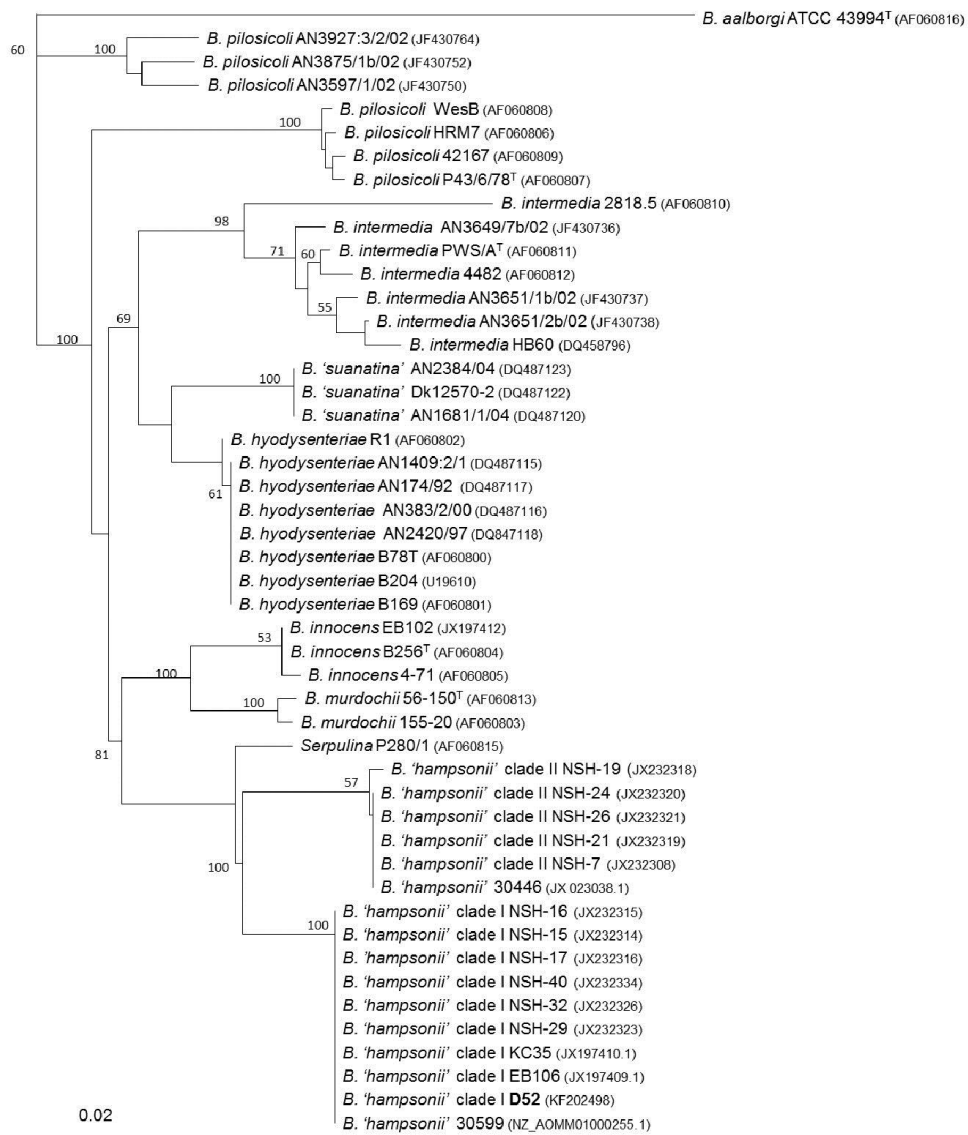 B. aalborgi ATCC 43994T (AF060816)
60
100
B. pilosicoli AN3927:3/2/02 (JF430764)
B. pilosicoli AN3875/1b/02 (JF430752)
B. pilosicoli AN3597/1/02 (JF430750)
100
B. pilosicoli WesB (AF060808)
B. pilosicoli HRM7 (AF060806)
B. pilosicoli 42167 (AF060809)
B. pilosicoli P43/6/78T (AF060807)
B. intermedia 2818.5 (AF060810)
98
B. intermedia AN3649/7b/02 (JF430736)
71
60
B. intermedia PWS/AT (AF060811)
B. intermedia 4482 (AF060812)
B. intermedia AN3651/1b/02 (JF430737)
55
B. intermedia AN3651/2b/02 (JF430738)
69
100
B. intermedia HB60 (DQ458796)
B. 'suanatina' AN2384/04 (DQ487123)
100
B. 'suanatina' Dk12570-2 (DQ487122)
B. 'suanatina' AN1681/1/04 (DQ487120)
B. hyodysenteriae R1 (AF060802)
B. hyodysenteriae AN1409:2/1 (DQ487115)
B. hyodysenteriae AN174/92 (DQ487117)
61
B. hyodysenteriae AN383/2/00 (DQ487116)
B. hyodysenteriae AN2420/97 (DQ847118)
B. hyodysenteriae B78T (AF060800)
B. hyodysenteriae B204 (U19610)
B. hyodysenteriae B169 (AF060801)
B. innocens EB102 (JX197412)
53
B. innocens B256T (AF060804)
100
B. innocens 4-71 (AF060805)
B. murdochii 56-150T (AF060813)
100
B. murdochii 155-20 (AF060803)
81
Serpulina P280/1 (AF060815)
B. 'hampsonii' clade II NSH-19 (JX232318)
57
B. 'hampsonii' clade II NSH-24 (JX232320)
B. 'hampsonii' clade II NSH-26 (JX232321)
B. 'hampsonii' clade II NSH-21 (JX232319)
100
B. 'hampsonii' clade II NSH-7 (JX232308)
B. 'hampsonii' 30446 (JX 023038.1)
B. 'hampsonii' clade I NSH-16 (JX232315)
100
B. 'hampsonii' clade I NSH-15 (JX232314)
B. 'hampsonii' clade I NSH-17 (JX232316)
B. 'hampsonii' clade I NSH-40 (JX232334)
B. 'hampsonii' clade I NSH-32 (JX232326)
B. 'hampsonii' clade I NSH-29 (JX232323)
B. 'hampsonii' clade I KC35 (JX197410.1)
B. 'hampsonii' clade I EB106 (JX197409.1)
B. 'hampsonii' clade I D52 (KF202498)
0.02
B. 'hampsonii' 30599 (NZ_AOMM01000255.1)